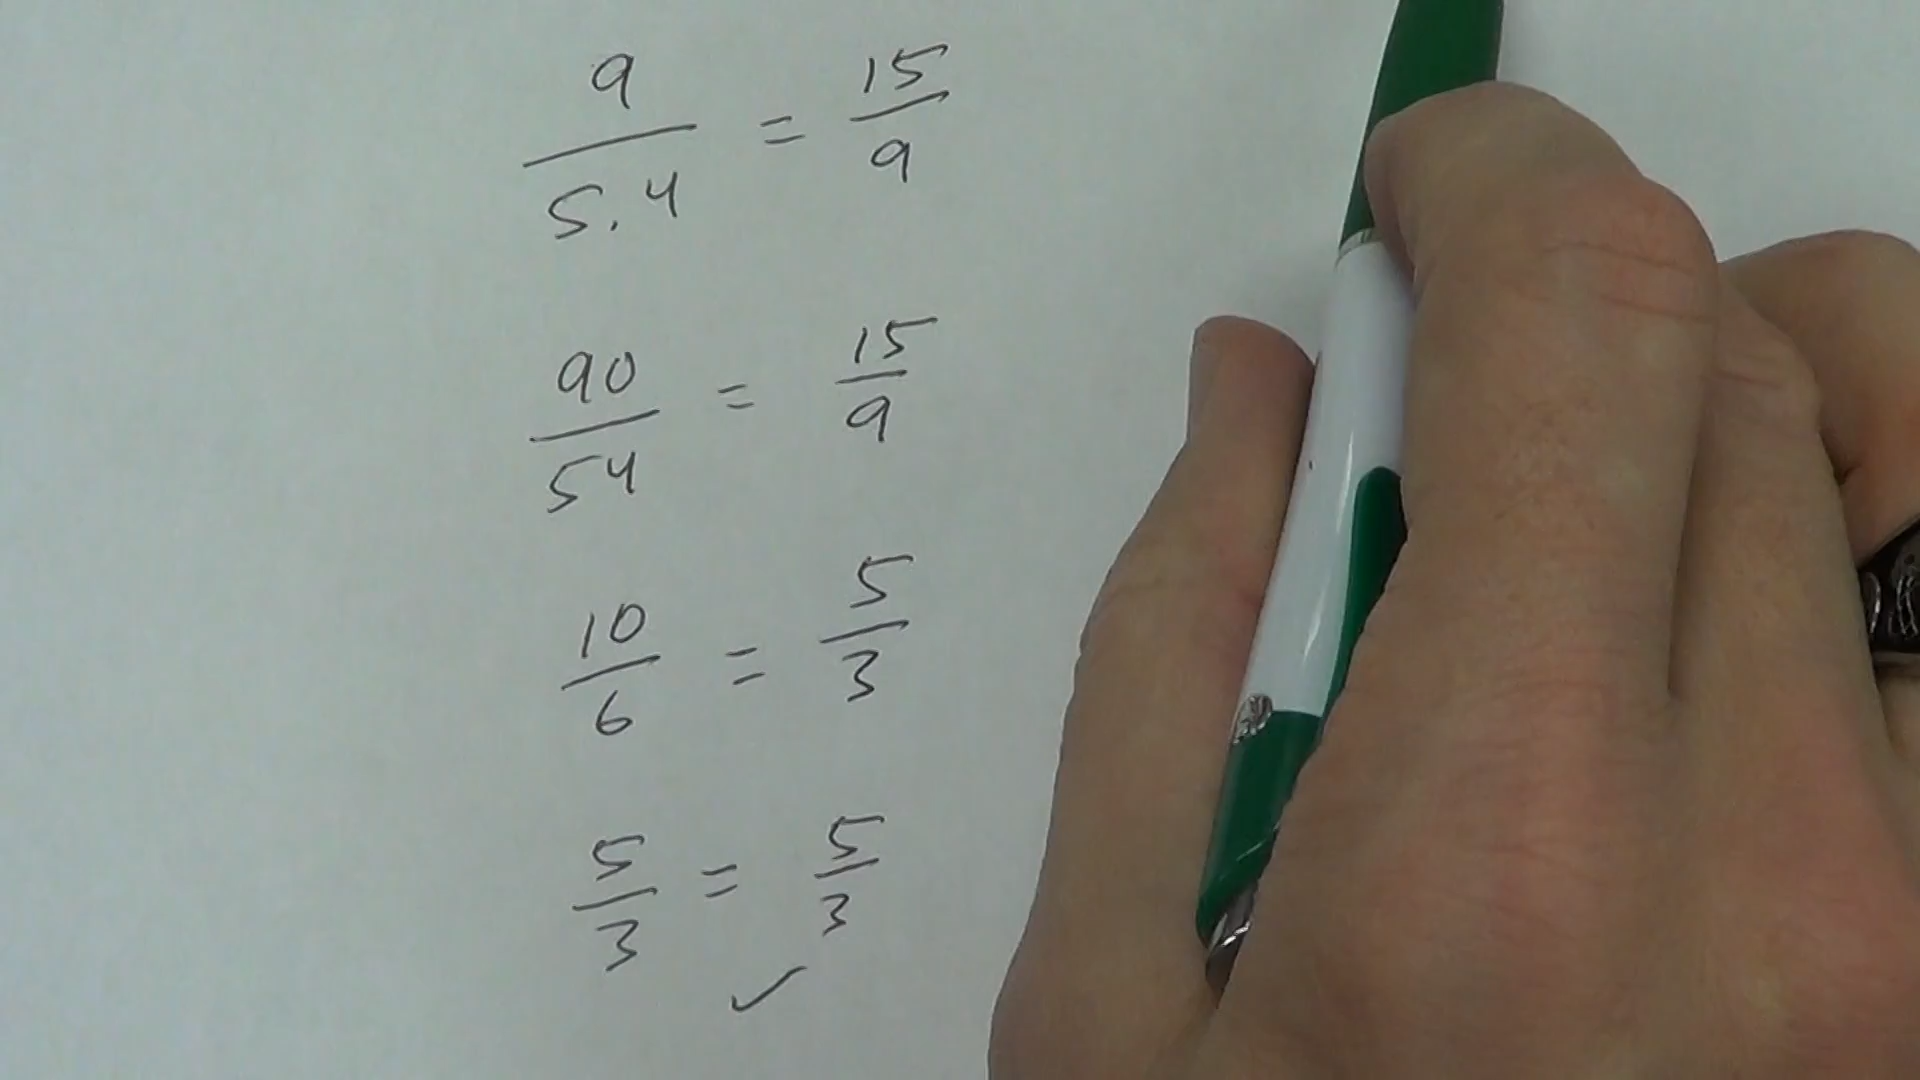 9/5.4 = 15/9
90/54 = 15/9
10/6 = 5/3
5/3 = 5/3
✓